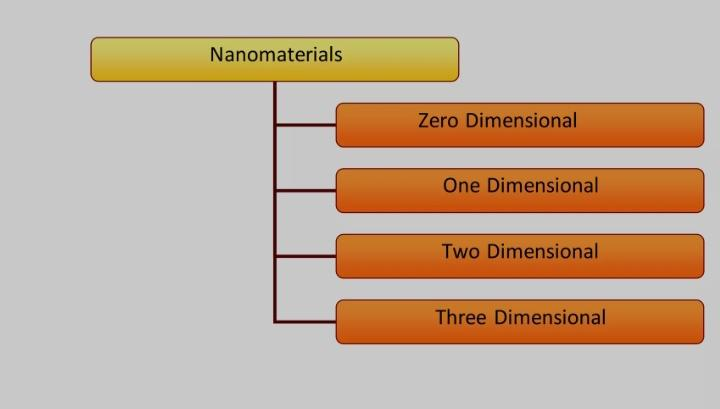 Nanomaterials
Zero Dimensional
One Dimensional
Two Dimensional
Three Dimensional